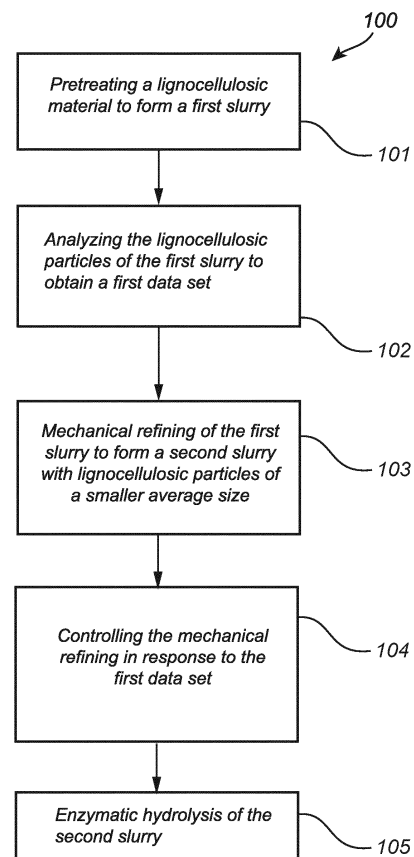 100
Pretreating a lignocellulosic
material to form a first slurry
101
Analyzing the lignocellulosic
particles of the first slurry to
obtain a first data set
102
Mechanical refining of the first
slurry to form a second slurry
with lignocellulosic particles of
a smaller average size
103
Controlling the mechanical
refining in response to the
first data set
104
Enzymatic hydrolysis of the
second slurry
105